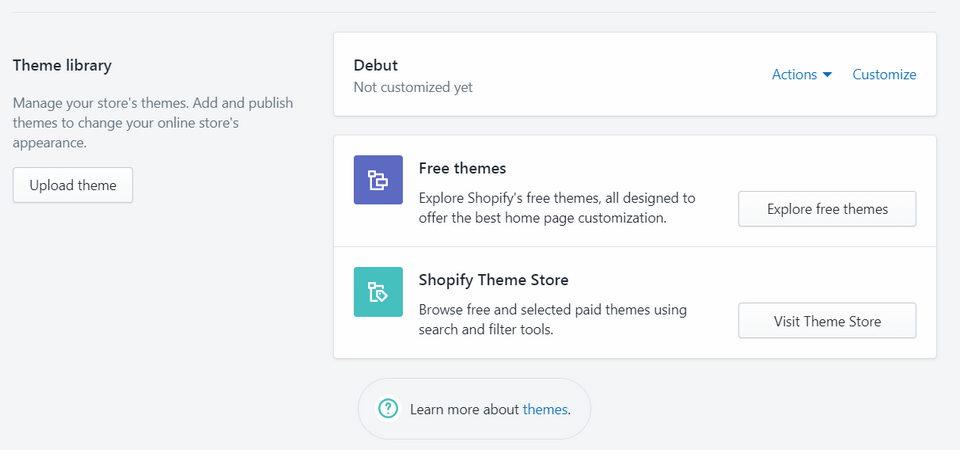 Theme library
Manage your store's themes. Add and publish
themes to change your online store's
appearance.
Upload theme
Debut
Not customized yet
Actions
Customize
Free themes
Explore Shopify's free themes, all designed to
offer the best home page customization.
Explore free themes
Shopify Theme Store
Browse free and selected paid themes using
search and filter tools.
Visit Theme Store
Learn more about themes.